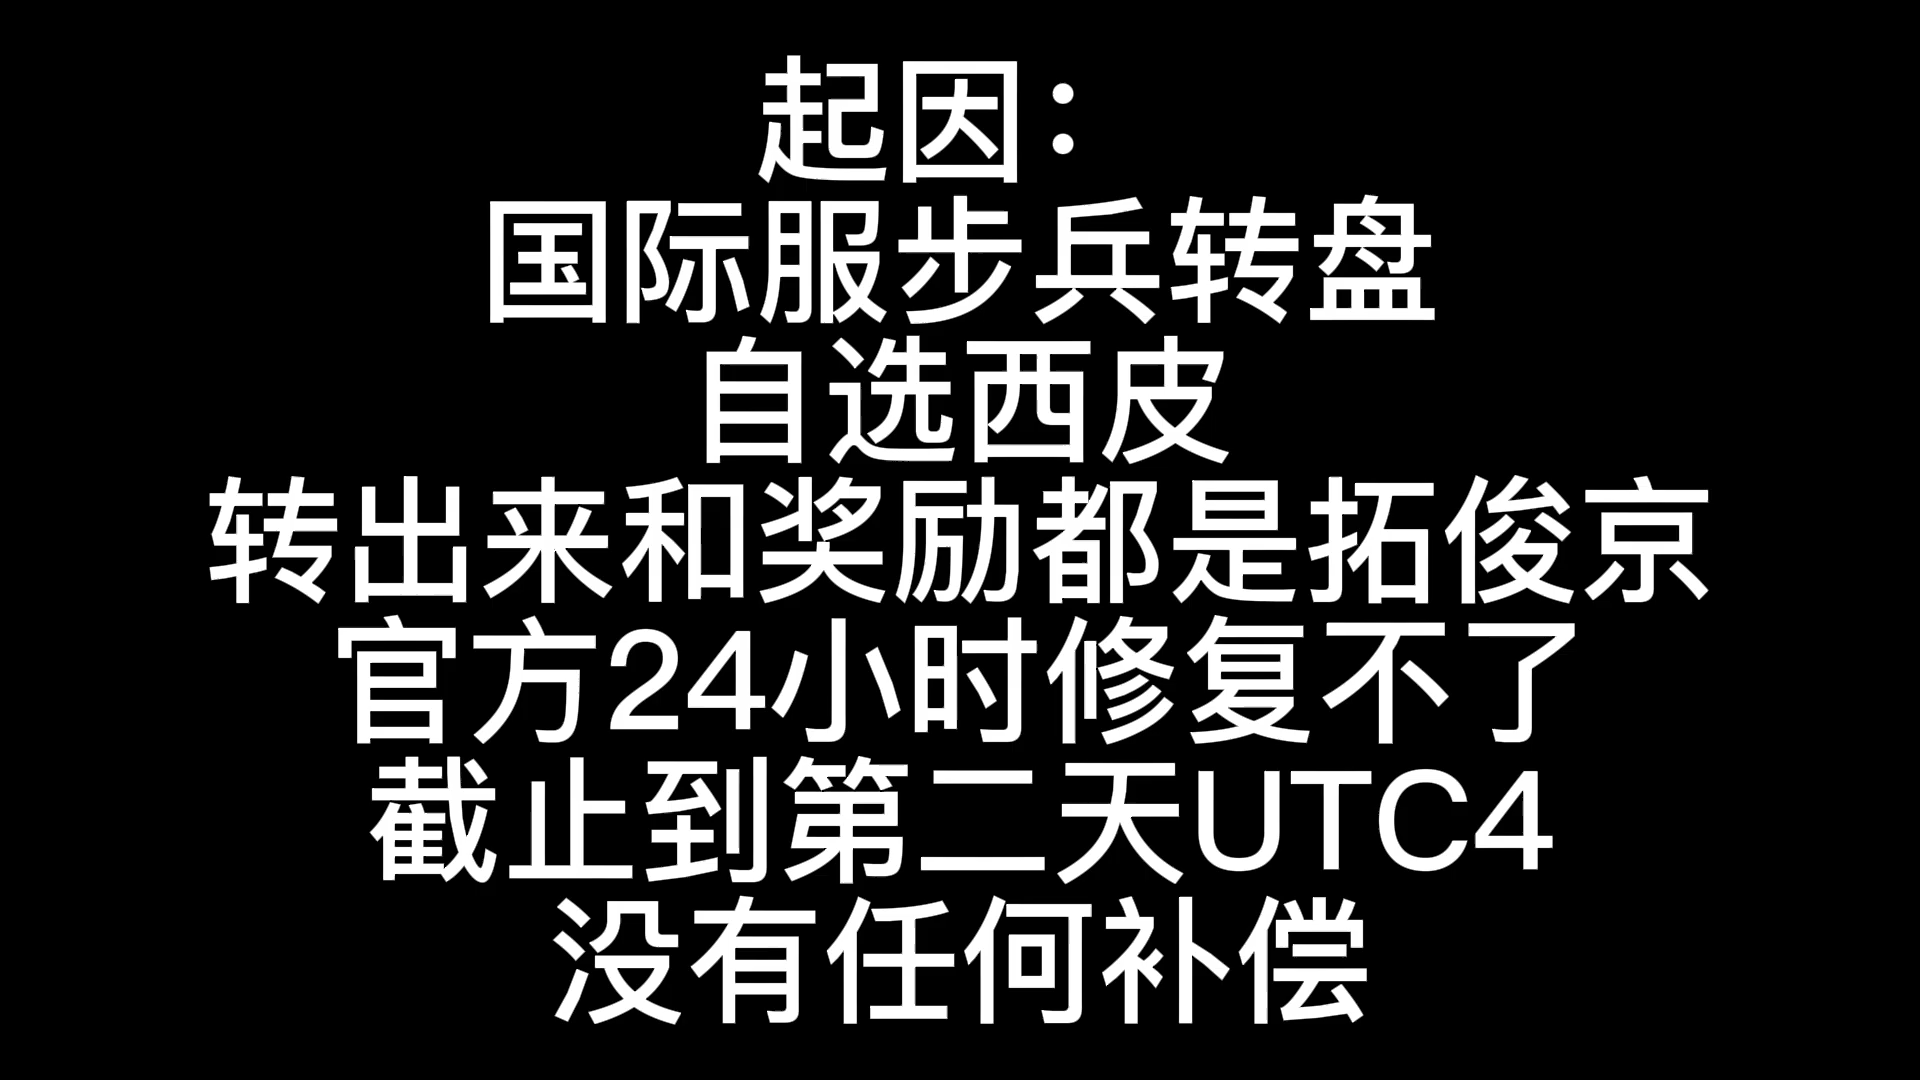 起因：
国际服步兵转盘
自选西皮
转出来和奖励都是拓俊京
官方24小时修复不了
截止到第二天UTC4
没有任何补偿